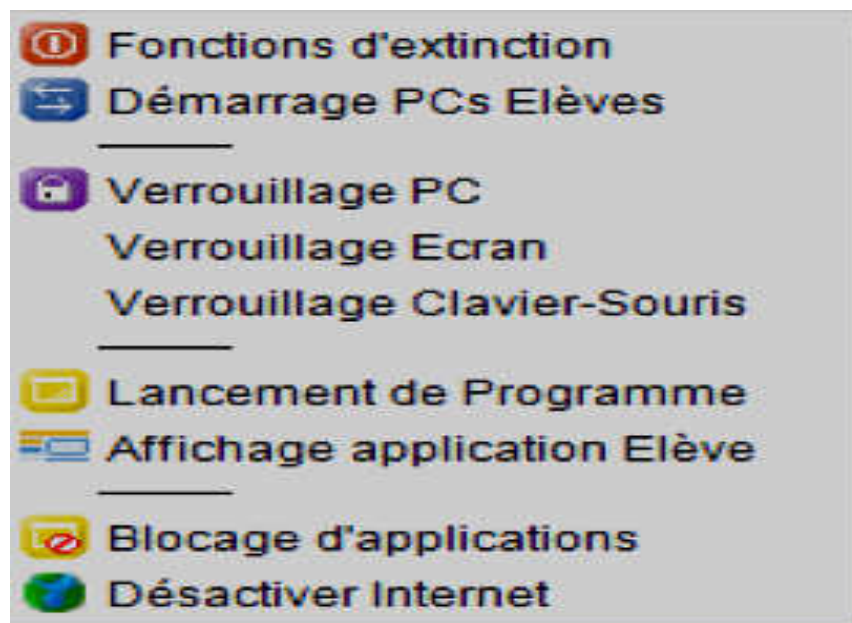 Fonctions d'extinction
Démarrage PCs Elèves
Verrouillage PC
Verrouillage Ecran
Verrouillage Clavier-Souris
Lancement de Programme
Affichage application Elève
Blocage d'applications
Désactiver Internet